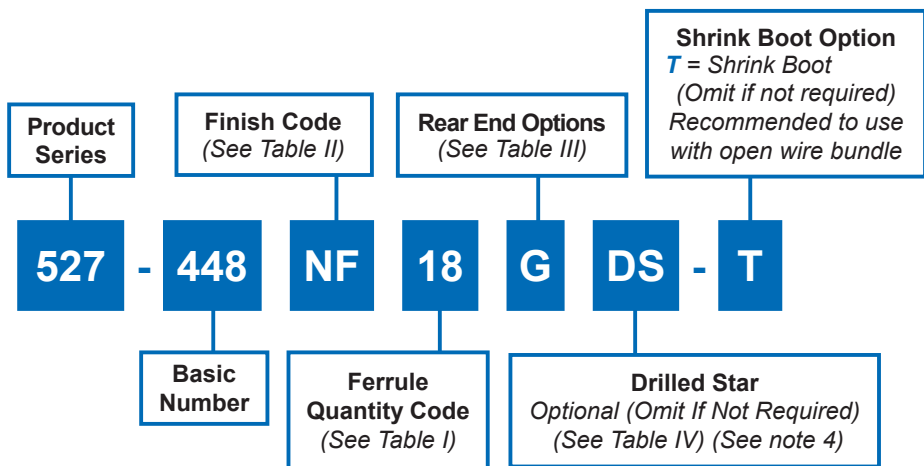 Shrink Boot Option
T = Shrink Boot
(Omit if not required)
Recommended to use
with open wire bundle
Product
Series
Finish Code
(See Table II)
Rear End Options
(See Table III)
527 - 448 NF 18 G DS - T
Basic
Number
Ferrule
Quantity Code
(See Table I)
Drilled Star
Optional (Omit If Not Required)
(See Table IV) (See note 4)